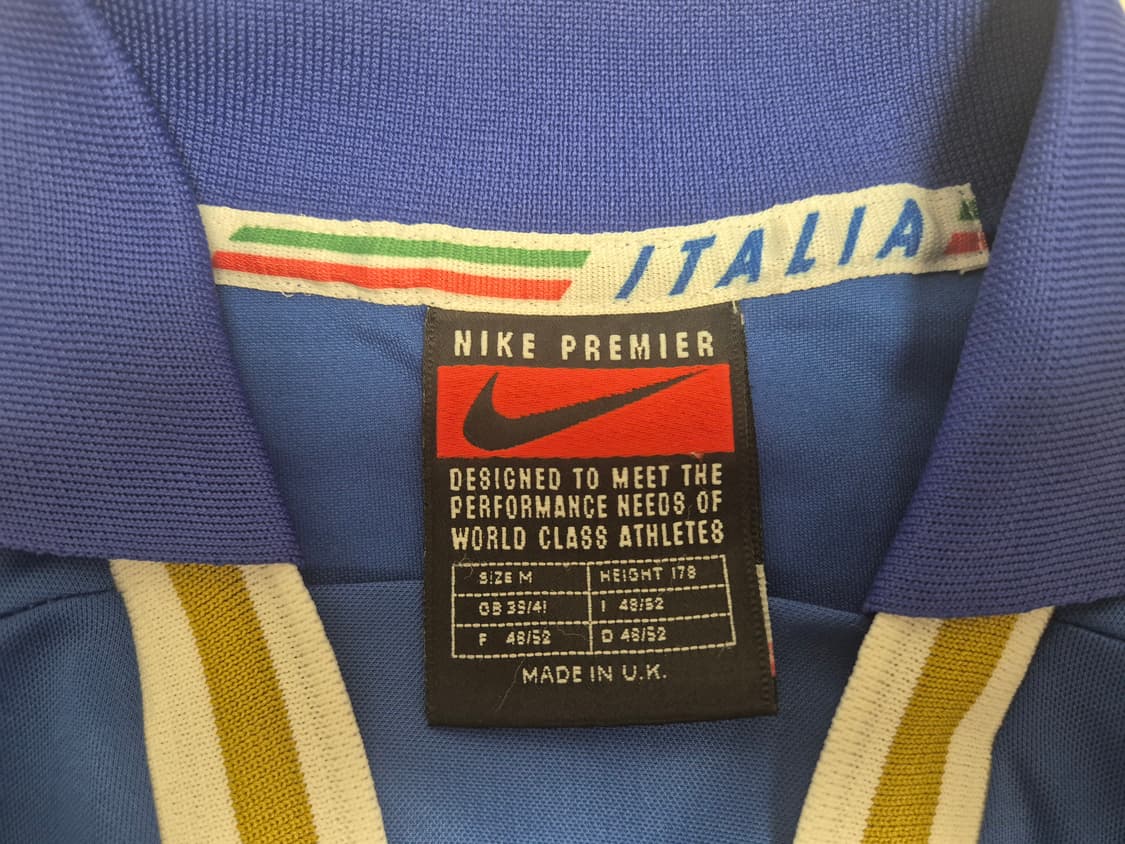 ITALIA
NIKE PREMIER
DESIGNED TO MEET THE
PERFORMANCE NEEDS OF
WORLD CLASS ATHLETES
SIZE M HEIGHT 178
GB 39/41 I 48/52
F 48/52 D 48/52
MADE IN U.K.